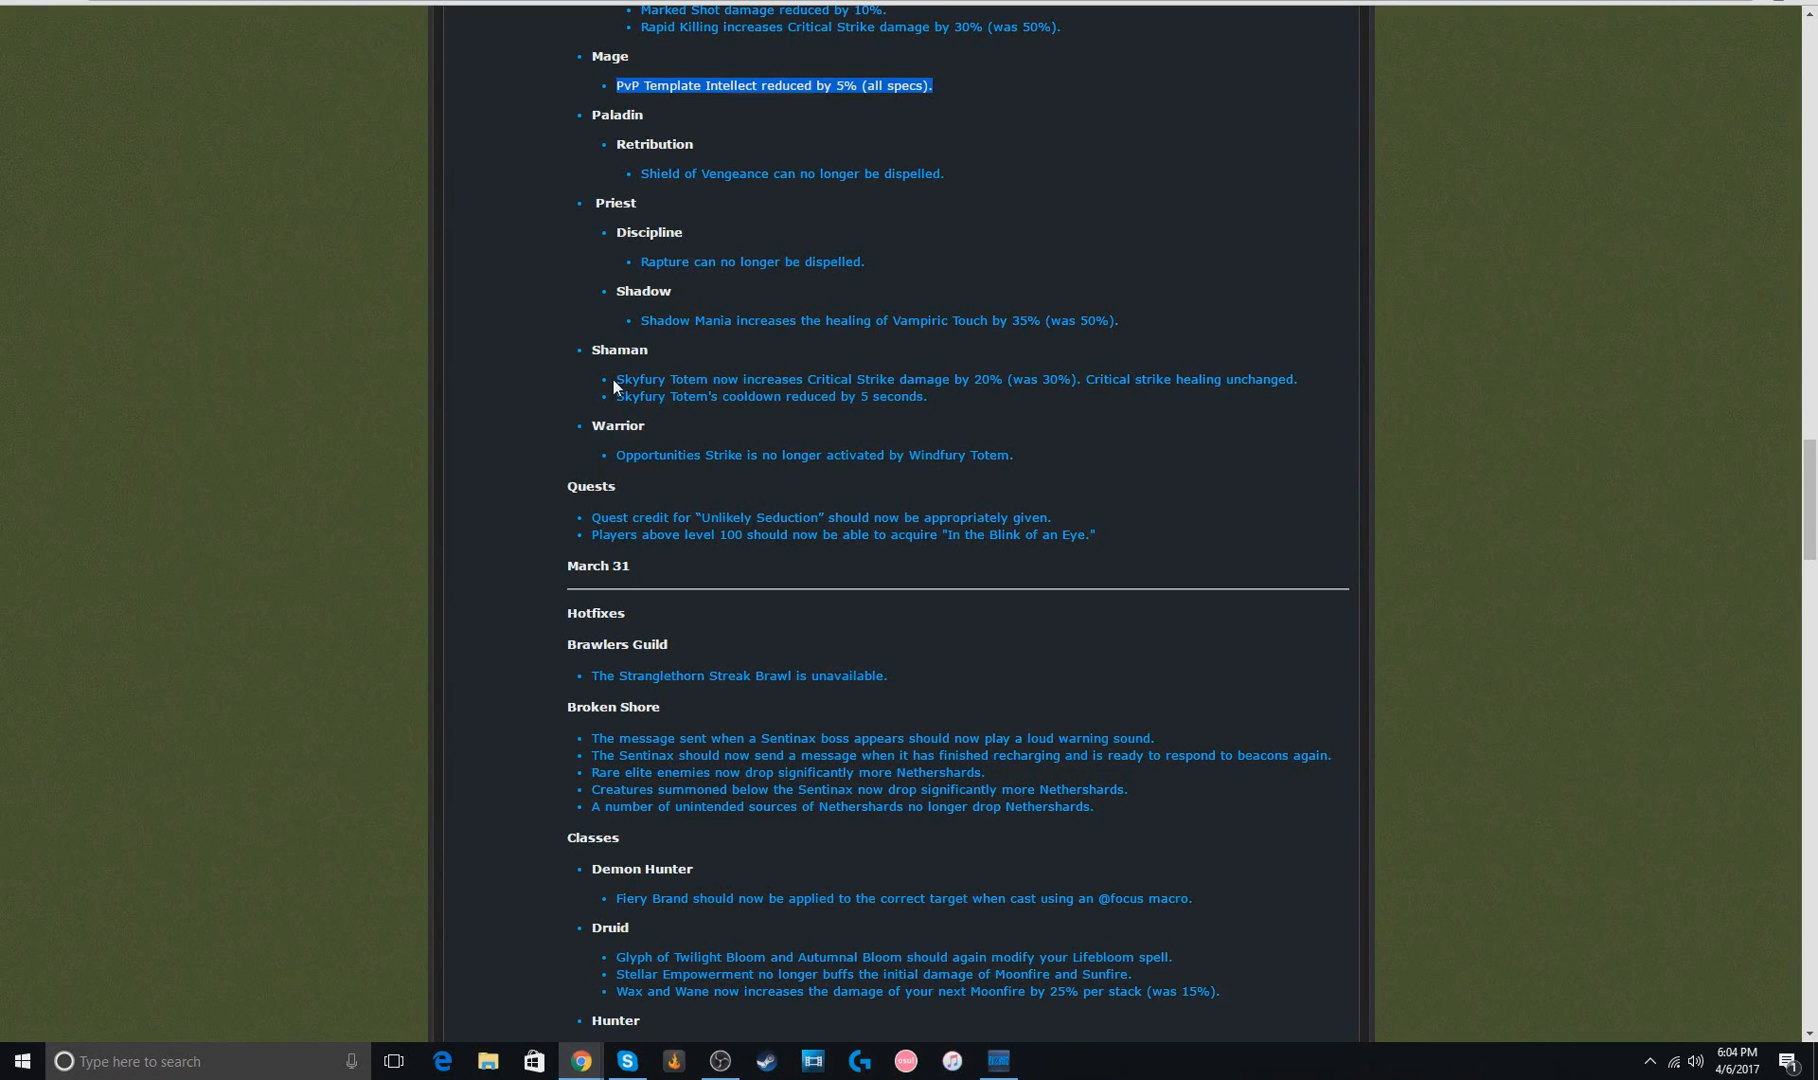 Marked Shot damage reduced by 10%.
Rapid Killing increases Critical Strike damage by 30% (was 50%).
Mage
PvP Template Intellect reduced by 5% (all specs).
Paladin
Retribution
Shield of Vengeance can no longer be dispelled.
Priest
Discipline
Rapture can no longer be dispelled.
Shadow
Shadow Mania increases the healing of Vampiric Touch by 35% (was 50%).
Shaman
Skyfury Totem now increases Critical Strike damage by 20% (was 30%). Critical strike healing unchanged.
Skyfury Totem's cooldown reduced by 5 seconds.
Warrior
Opportunities Strike is no longer activated by Windfury Totem.
Quests
Quest credit for “Unlikely Seduction” should now be appropriately given.
Players above level 100 should now be able to acquire "In the Blink of an Eye."
March 31
Hotfixes
Brawlers Guild
The Stranglethorn Streak Brawl is unavailable.
Broken Shore
The message sent when a Sentinax boss appears should now play a loud warning sound.
The Sentinax should now send a message when it has finished recharging and is ready to respond to beacons again.
Rare elite enemies now drop significantly more Nethershards.
Creatures summoned below the Sentinax now drop significantly more Nethershards.
A number of unintended sources of Nethershards no longer drop Nethershards.
Classes
Demon Hunter
Fiery Brand should now be applied to the correct target when cast using an @focus macro.
Druid
Glyph of Twilight Bloom and Autumnal Bloom should again modify your Lifebloom spell.
Stellar Empowerment no longer buffs the initial damage of Moonfire and Sunfire.
Wax and Wane now increases the damage of your next Moonfire by 25% per stack (was 15%).
Hunter
Type here to search
osu!
6:04 PM
4/6/2017
1